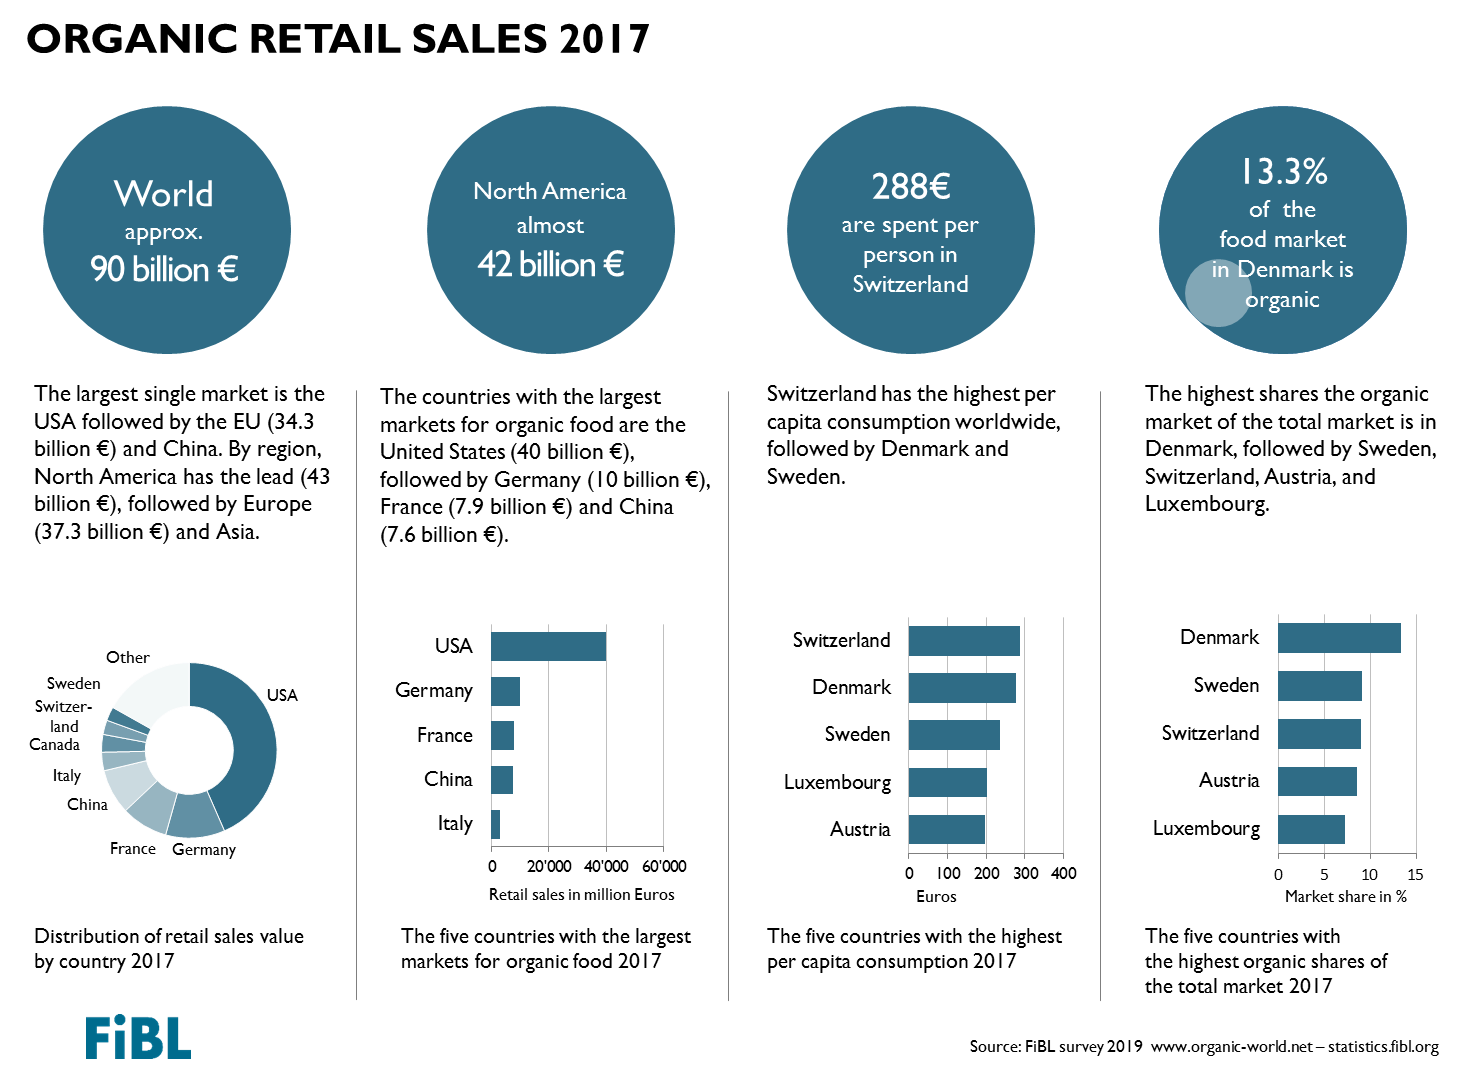 ORGANIC RETAIL SALES 2017
World
approx.
90 billion €
North America
almost
42 billion €
288€
are spent per
person in
Switzerland
13.3%
of the
food market
in Denmark is
organic
The largest single market is the
USA followed by the EU (34.3
billion €) and China. By region,
North America has the lead (43
billion €), followed by Europe
(37.3 billion €) and Asia.
The countries with the largest
markets for organic food are the
United States (40 billion €),
followed by Germany (10 billion €),
France (7.9 billion €) and China
(7.6 billion €).
Switzerland has the highest per
capita consumption worldwide,
followed by Denmark and
Sweden.
The highest shares the organic
market of the total market is in
Denmark, followed by Sweden,
Switzerland, Austria, and
Luxembourg.
Other
Sweden
Switzer-
land
Canada
Italy
China
France
Germany
USA
Distribution of retail sales value
by country 2017
USA
Germany
France
China
Italy
0 20'000 40'000 60'000
Retail sales in million Euros
The five countries with the largest
markets for organic food 2017
Switzerland
Denmark
Sweden
Luxembourg
Austria
0 100 200 300 400
Euros
The five countries with the highest
per capita consumption 2017
Denmark
Sweden
Switzerland
Austria
Luxembourg
0 5 10 15
Market share in %
The five countries with
the highest organic shares of
the total market 2017
FiBL
Source: FiBL survey 2019 www.organic-world.net – statistics.fibl.org